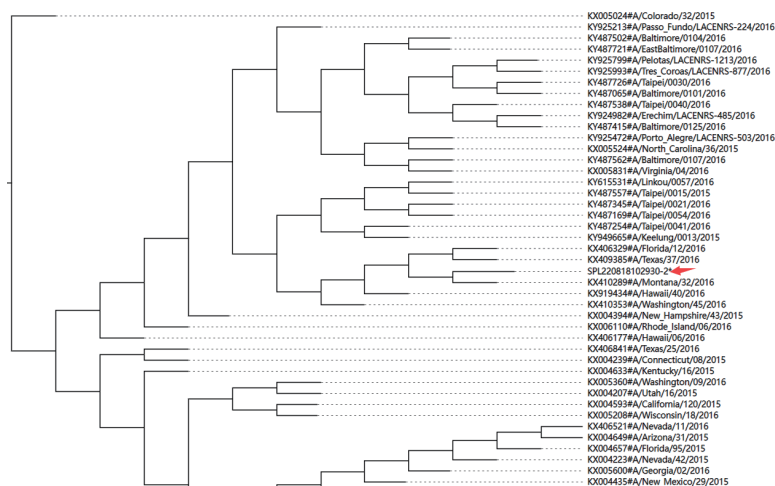 KX005024#A/Colorado/32/2015
KY925213#A/Passo_Fundo/LACENRS-224/2016
KY487502#A/Baltimore/0104/2016
KY487721#A/EastBaltimore/0107/2016
KY925799#A/Pelotas/LACENRS-1213/2016
KY925993#A/Tres_Coroas/LACENRS-877/2016
KY487726#A/Taipei/0030/2016
KY487065#A/Baltimore/0101/2016
KY487538#A/Taipei/0040/2016
KY924982#A/Erechim/LACENRS-485/2016
KY487415#A/Baltimore/0125/2016
KY925472#A/Porto_Alegre/LACENRS-503/2016
KX005524#A/North_Carolina/36/2015
KY487562#A/Baltimore/0107/2016
KX005831#A/Virginia/04/2016
KY615531#A/Linkou/0057/2016
KY487557#A/Taipei/0015/2015
KY487345#A/Taipei/0021/2016
KY487169#A/Taipei/0054/2016
KY487254#A/Taipei/0041/2016
KY949665#A/Keelung/0013/2015
KX406329#A/Florida/12/2016
KX409385#A/Texas/37/2016
SPL220818102930-2*
KX410289#A/Montana/32/2016
KX919434#A/Hawaii/40/2016
KX410353#A/Washington/45/2016
KX004394#A/New_Hampshire/43/2015
KX006110#A/Rhode_Island/06/2016
KX406177#A/Hawaii/06/2016
KX406841#A/Texas/25/2016
KX004239#A/Connecticut/08/2015
KX004633#A/Kentucky/16/2015
KX005360#A/Washington/09/2016
KX004207#A/Utah/16/2015
KX004593#A/California/120/2015
KX005208#A/Wisconsin/18/2016
KX406521#A/Nevada/11/2016
KX004649#A/Arizona/31/2015
KX004657#A/Florida/95/2015
KX004223#A/Nevada/42/2015
KX005600#A/Georgia/02/2016
KX004435#A/New_Mexico/29/2015